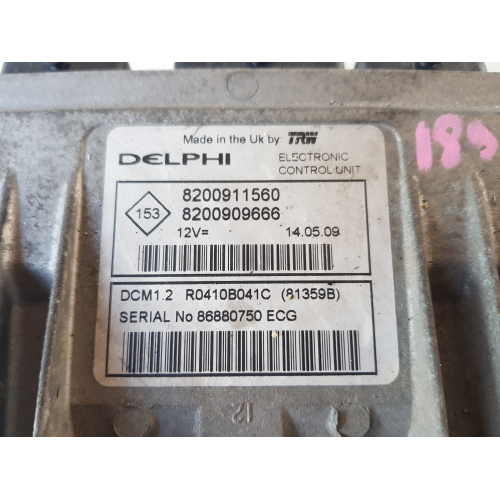 Made in the Uk by TRW
DELPHI ELECTRONIC
CONTROL UNIT
153
8200911560
8200909666
12V= 14.05.09
DCM1.2 R0410B041C (81359B)
SERIAL No 86880750 ECG
12